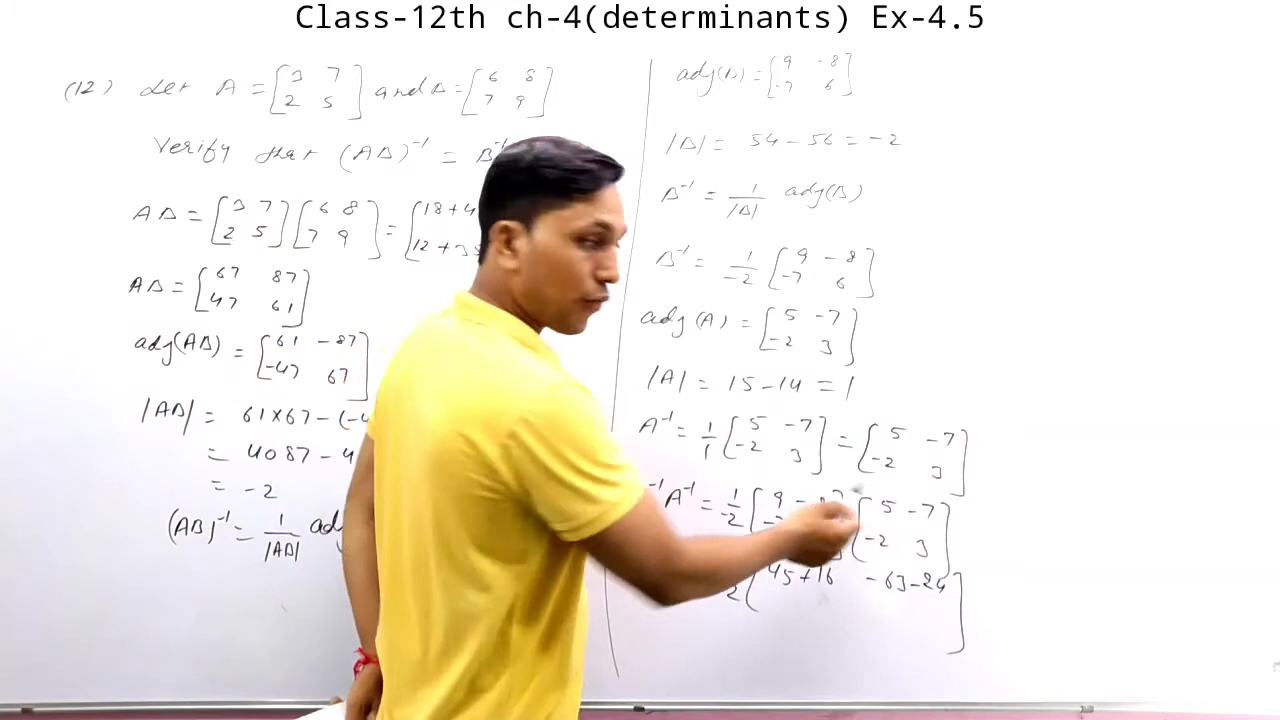 Class-12th ch-4(determinants) Ex-4.5
(12) Let A = [3 7 2 5] and B = [6 8 7 9]
Verify that (AB)⁻¹ = B⁻¹
AB = [3 7 2 5] [6 8 7 9] = [18+4 12+35
AB = [67 87 47 61]
adj(AB) = [61 -87 -47 67]
|AB| = 61×67-(-4
= 4087-4
= -2
(AB)⁻¹ = 1/|AB| adj
adj(B) = [9 -8 -7 6]
|B| = 54-56 = -2
B⁻¹ = 1/|B| adj(B)
B⁻¹ = 1/-2 [9 -8 -7 6]
adj(A) = [5 -7 -2 3]
|A| = 15-14 = 1
A⁻¹ = 1/1 [5 -7 -2 3] = [5 -7 -2 3]
⁻¹A⁻¹ = 1/-2 [9 -8 [5 -7 -2 3]
2 [45+16 -63-24]